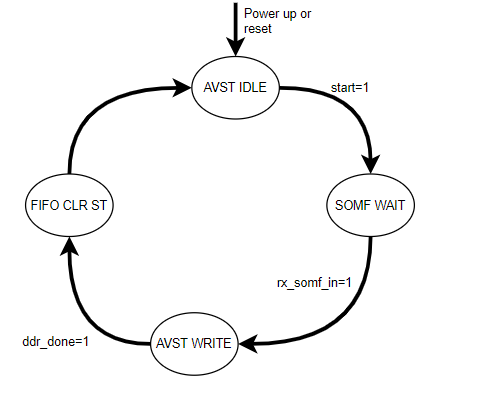 Power up or
reset
AVST IDLE
start=1
FIFO CLR ST
SOMF WAIT
rx_somf_in=1
ddr_done=1
AVST WRITE